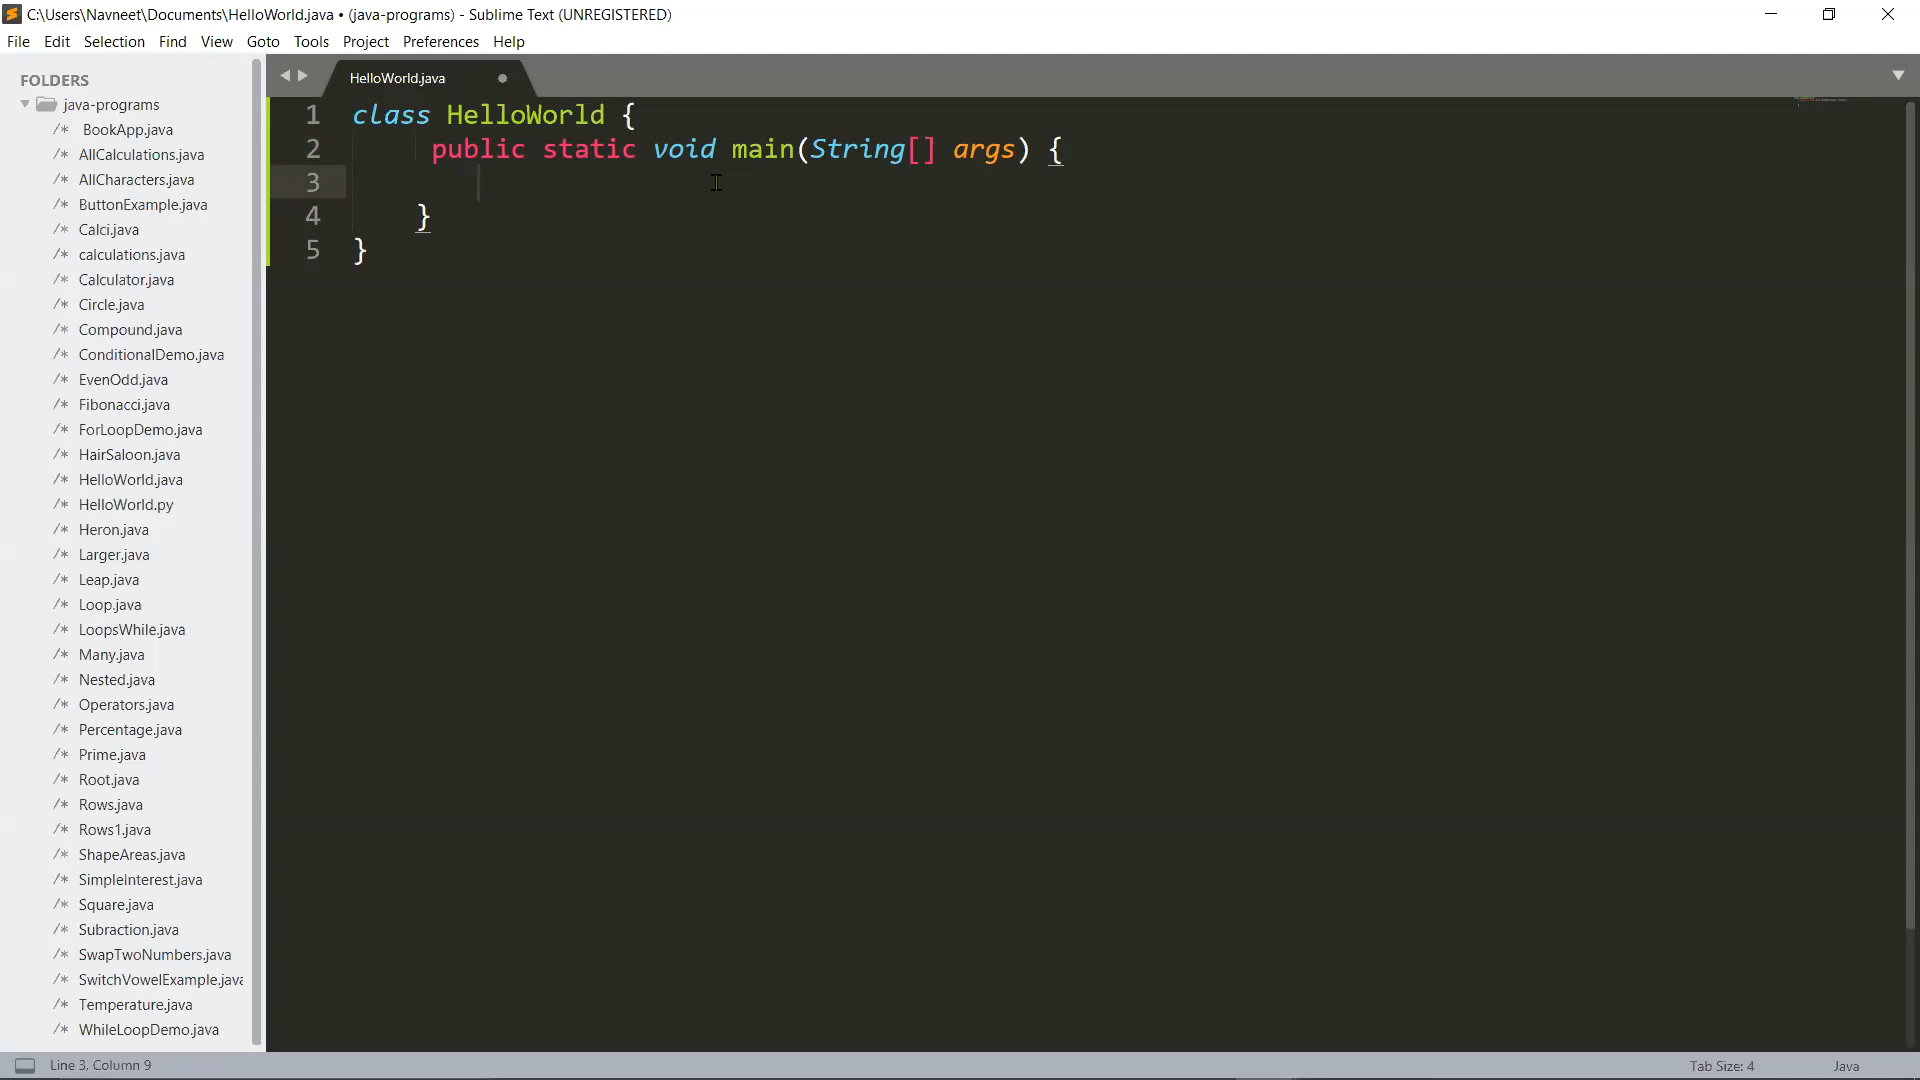 C:\Users\Navneet\Documents\HelloWorld.java • (java-programs) - Sublime Text (UNREGISTERED)
File Edit Selection Find View Goto Tools Project Preferences Help
FOLDERS
java-programs
/* BookApp.java
/* AllCalculations.java
/* AllCharacters.java
/* ButtonExample.java
/* Calci.java
/* calculations.java
/* Calculator.java
/* Circle.java
/* Compound.java
/* ConditionalDemo.java
/* EvenOdd.java
/* Fibonacci.java
/* ForLoopDemo.java
/* HairSaloon.java
/* HelloWorld.java
/* HelloWorld.py
/* Heron.java
/* Larger.java
/* Leap.java
/* Loop.java
/* LoopsWhile.java
/* Many.java
/* Nested.java
/* Operators.java
/* Percentage.java
/* Prime.java
/* Root.java
/* Rows.java
/* Rows1.java
/* ShapeAreas.java
/* SimpleInterest.java
/* Square.java
/* Subraction.java
/* SwapTwoNumbers.java
/* SwitchVowelExample.java
/* Temperature.java
/* WhileLoopDemo.java
HelloWorld.java
1 class HelloWorld {
2 public static void main(String[] args) {
3
4 }
5 }
Line 3, Column 9
Tab Size: 4
Java